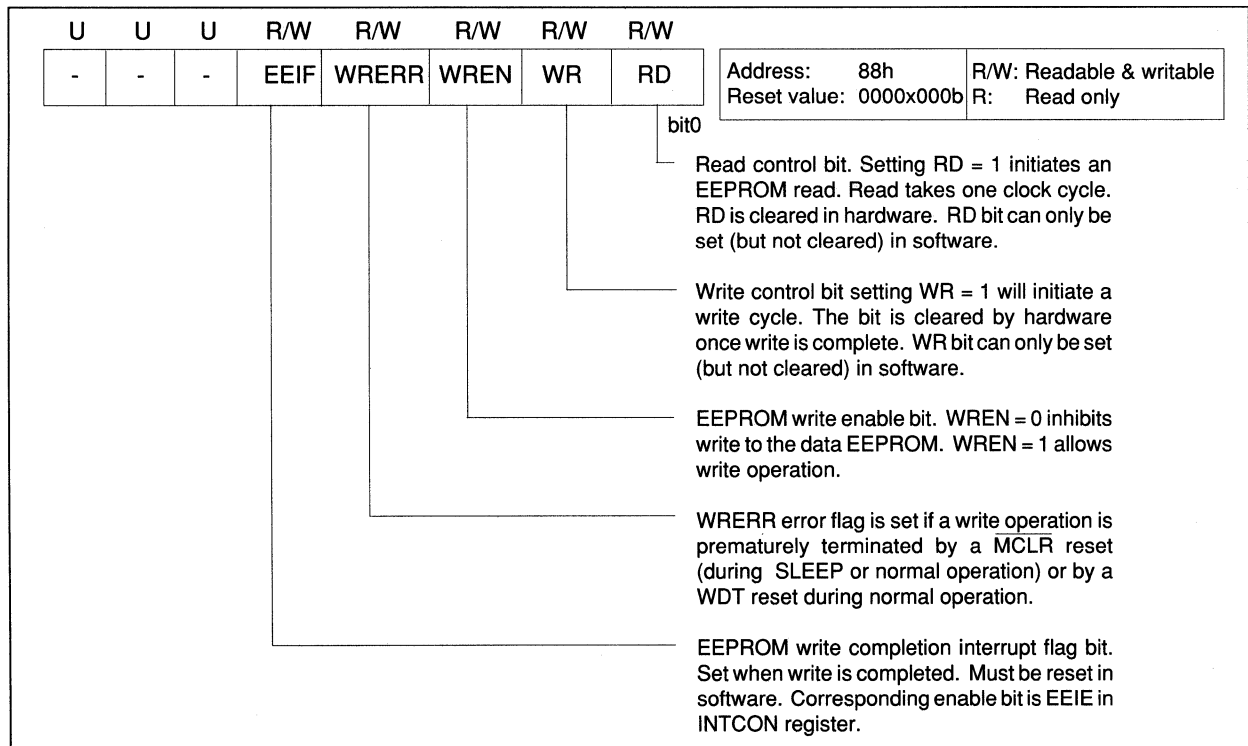 U U U R/W R/W R/W R/W R/W
- - - EEIF WRERR WREN WR RD
bit0
Address: 88h
Reset value: 0000x000b
R/W: Readable & writable
R: Read only
Read control bit. Setting RD = 1 initiates an
EEPROM read. Read takes one clock cycle.
RD is cleared in hardware. RD bit can only be
set (but not cleared) in software.
Write control bit setting WR = 1 will initiate a
write cycle. The bit is cleared by hardware
once write is complete. WR bit can only be set
(but not cleared) in software.
EEPROM write enable bit. WREN = 0 inhibits
write to the data EEPROM. WREN = 1 allows
write operation.
WRERR error flag is set if a write operation is
prematurely terminated by a M̅C̅L̅R̅ reset
(during SLEEP or normal operation) or by a
WDT reset during normal operation.
EEPROM write completion interrupt flag bit.
Set when write is completed. Must be reset in
software. Corresponding enable bit is EEIE in
INTCON register.